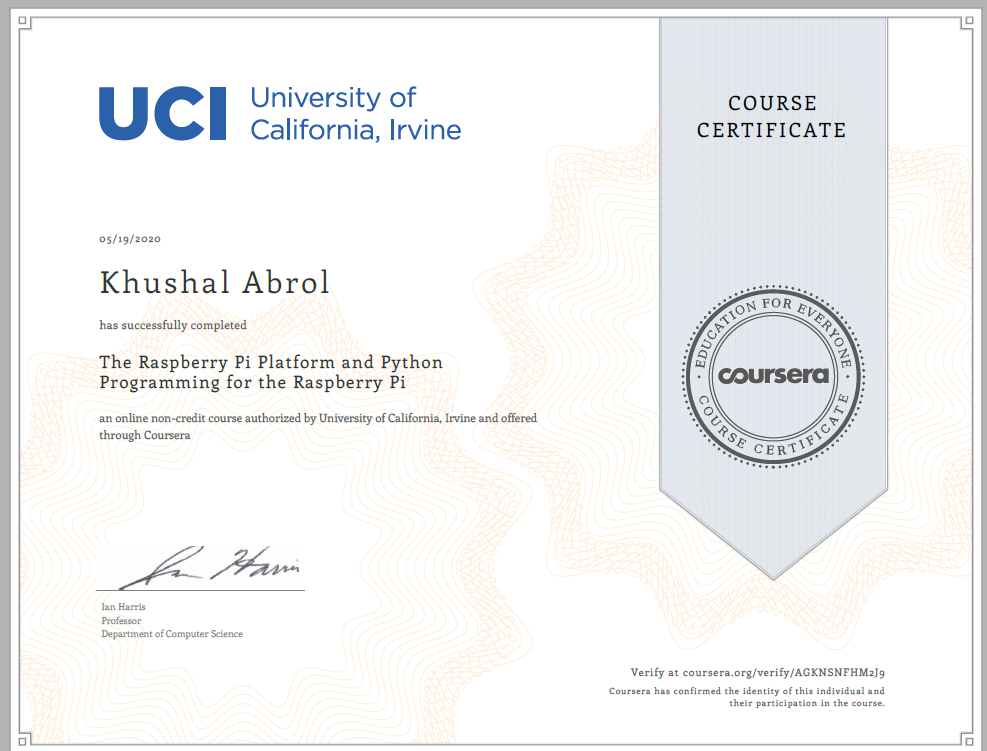 UCI
University of
California, Irvine
COURSE
CERTIFICATE
05/19/2020
Khushal Abrol
has successfully completed
The Raspberry Pi Platform and Python
Programming for the Raspberry Pi
an online non-credit course authorized by University of California, Irvine and offered
through Coursera
EDUCATION FOR EVERYONE
coursera
COURSE CERTIFICATE
Ian Harris
Ian Harris
Professor
Department of Computer Science
Verify at coursera.org/verify/AGKNSNFHM2J9
Coursera has confirmed the identity of this individual and
their participation in the course.